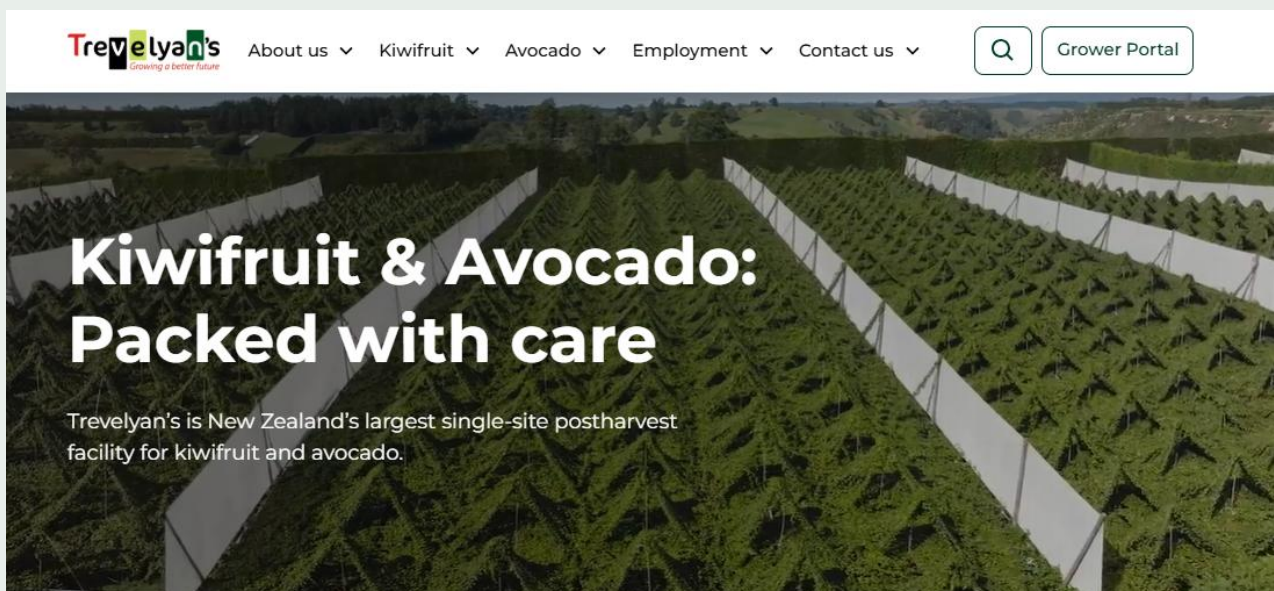 Trevelyan's
Growing a better future
About us
Kiwifruit
Avocado
Employment
Contact us
Grower Portal
Kiwifruit & Avocado:
Packed with care
Trevelyan's is New Zealand's largest single-site postharvest
facility for kiwifruit and avocado.